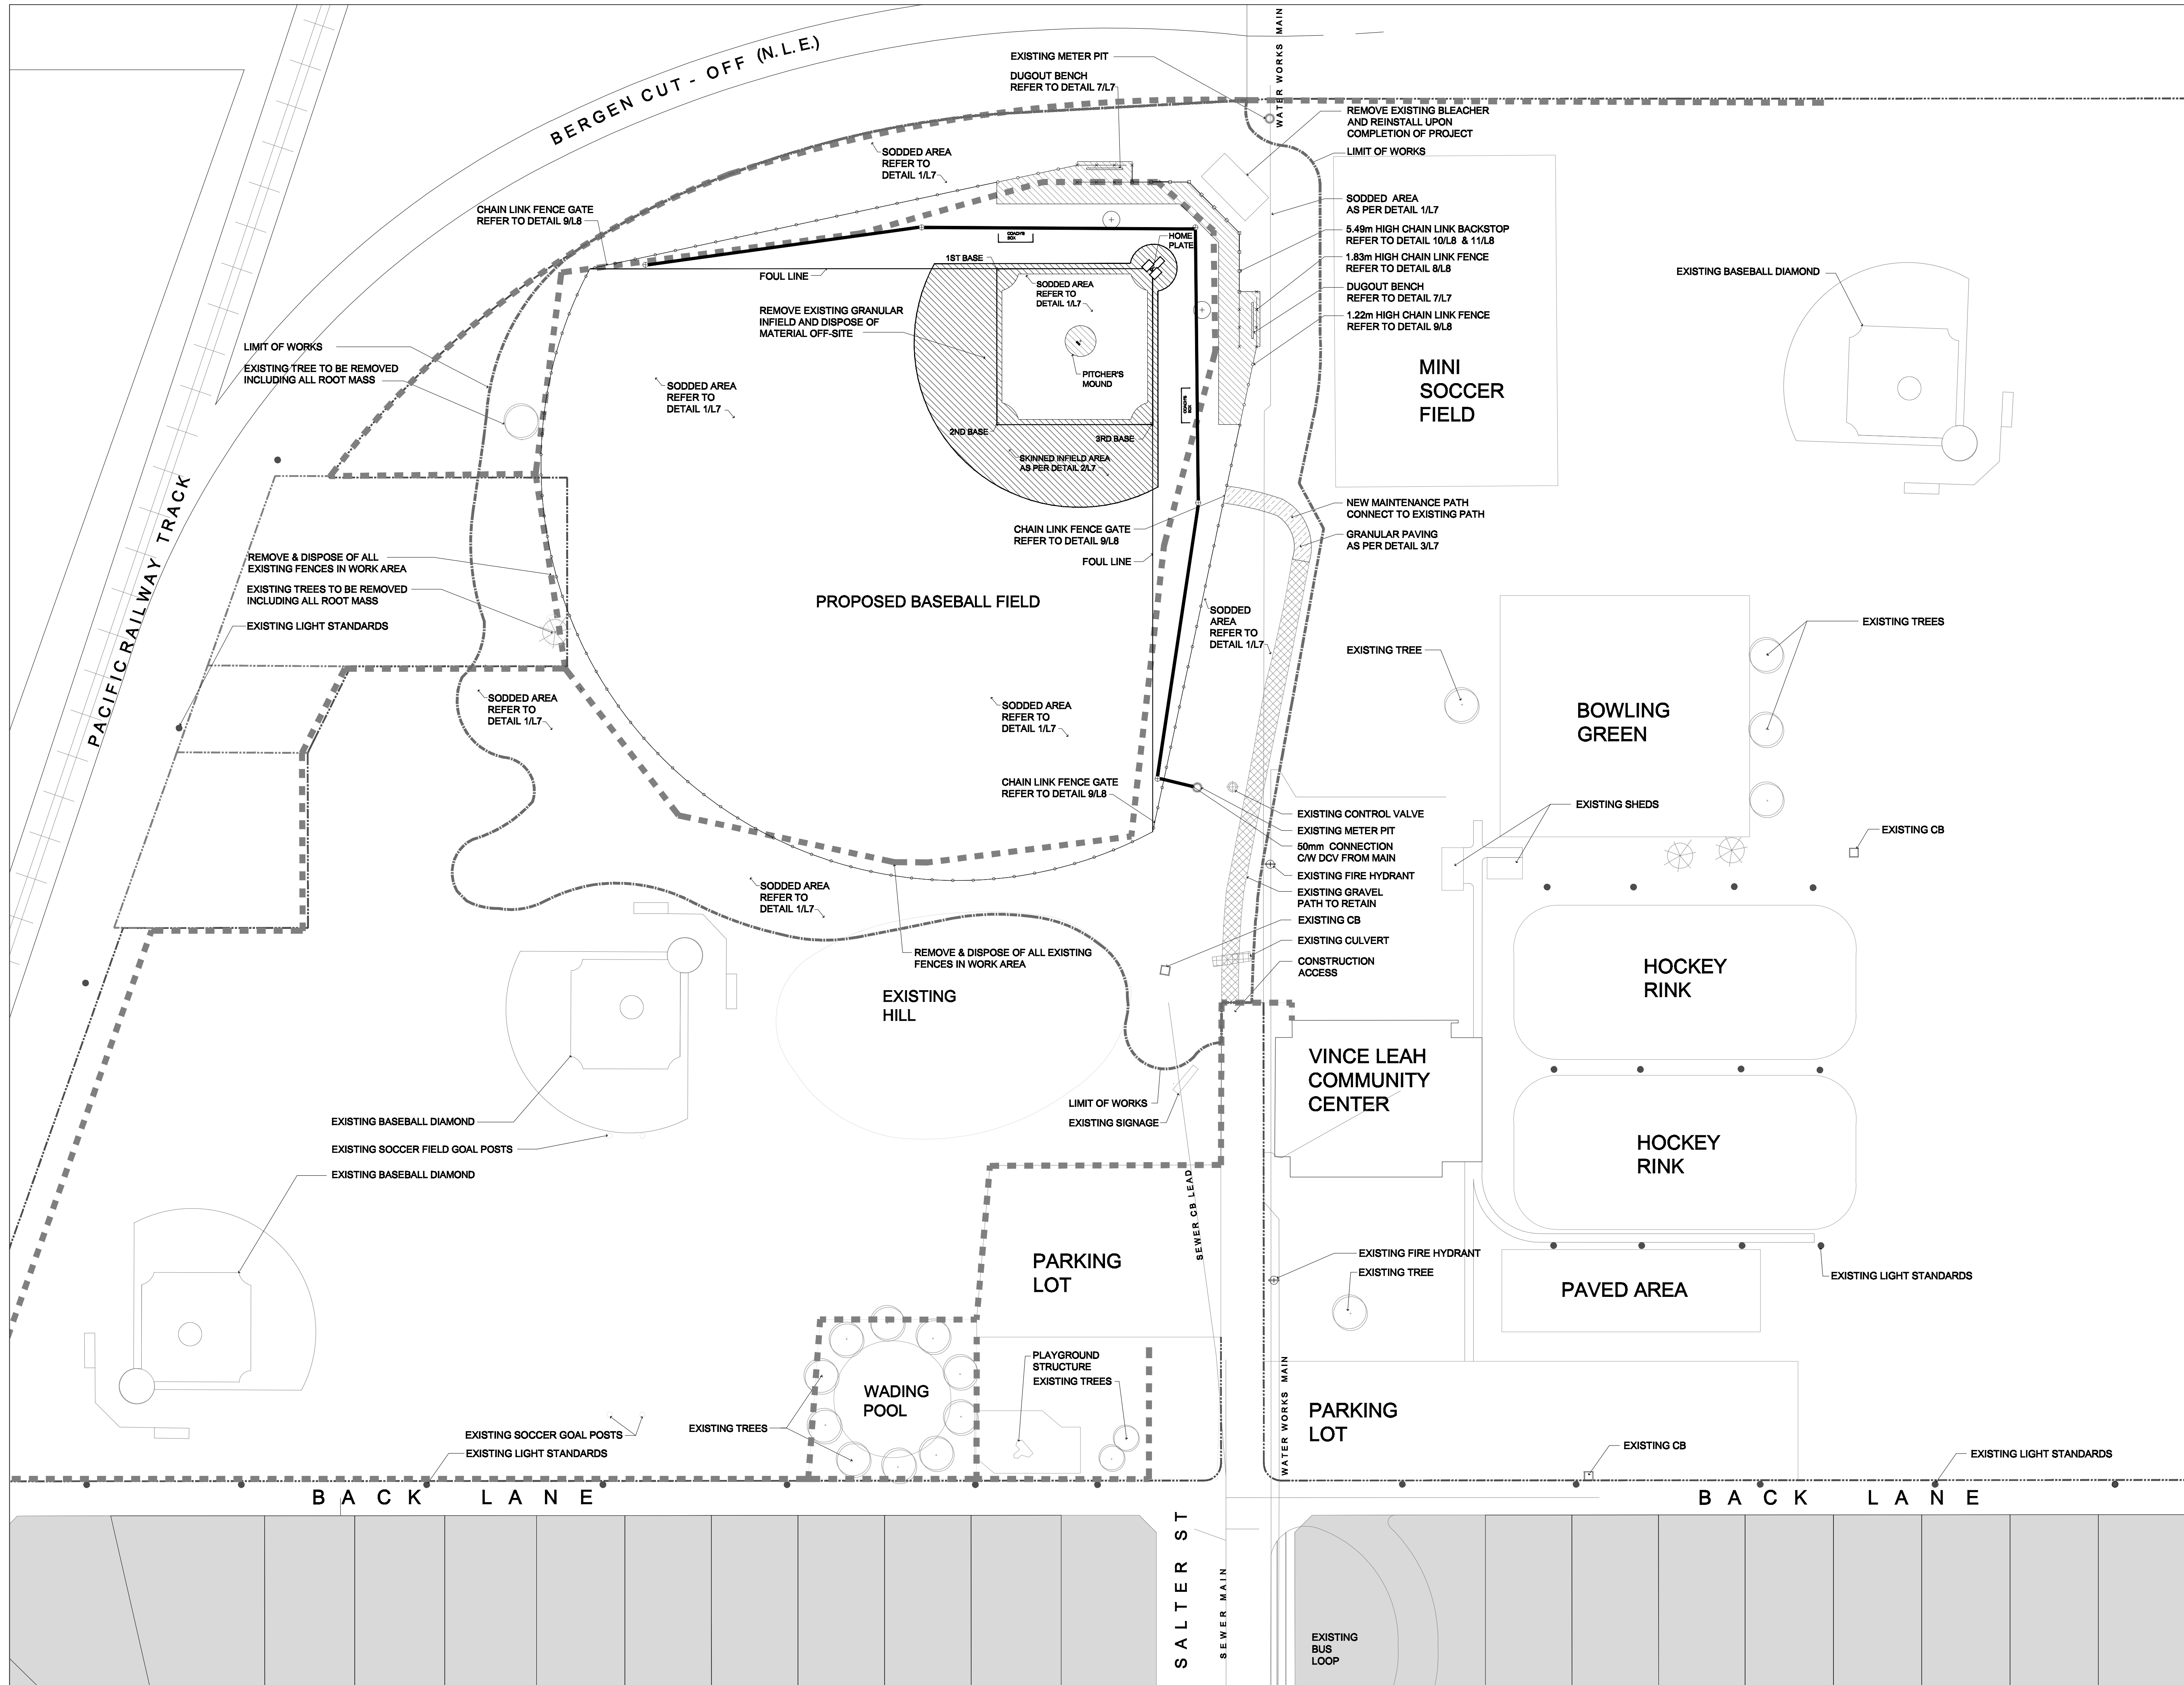 BERGEN CUT - OFF (N.L.E.)
WATER WORKS MAIN
EXISTING METER PIT
DUGOUT BENCH
REFER TO DETAIL 7/L7
REMOVE EXISTING BLEACHER
AND REINSTALL UPON
COMPLETION OF PROJECT
LIMIT OF WORKS
SODDED AREA
REFER TO
DETAIL 1/L7
CHAIN LINK FENCE GATE
REFER TO DETAIL 9/L8
SODDED AREA
AS PER DETAIL 1/L7
5.49m HIGH CHAIN LINK BACKSTOP
REFER TO DETAIL 10/L8 & 11/L8
1.83m HIGH CHAIN LINK FENCE
REFER TO DETAIL 8/L8
DUGOUT BENCH
REFER TO DETAIL 7/L7
1.22m HIGH CHAIN LINK FENCE
REFER TO DETAIL 9/L8
COACH'S
BOX
HOME
PLATE
1ST BASE
FOUL LINE
SODDED AREA
REFER TO
DETAIL 1/L7
REMOVE EXISTING GRANULAR
INFIELD AND DISPOSE OF
MATERIAL OFF-SITE
EXISTING BASEBALL DIAMOND
LIMIT OF WORKS
EXISTING TREE TO BE REMOVED
INCLUDING ALL ROOT MASS
SODDED AREA
REFER TO
DETAIL 1/L7
PITCHER'S
MOUND
COACH'S
BOX
MINI
SOCCER
FIELD
2ND BASE
3RD BASE
SKINNED INFIELD AREA
AS PER DETAIL 2/L7
PACIFIC RAILWAY TRACK
NEW MAINTENANCE PATH
CONNECT TO EXISTING PATH
GRANULAR PAVING
AS PER DETAIL 3/L7
CHAIN LINK FENCE GATE
REFER TO DETAIL 9/L8
FOUL LINE
REMOVE & DISPOSE OF ALL
EXISTING FENCES IN WORK AREA
EXISTING TREES TO BE REMOVED
INCLUDING ALL ROOT MASS
EXISTING LIGHT STANDARDS
PROPOSED BASEBALL FIELD
SODDED
AREA
REFER TO
DETAIL 1/L7
EXISTING TREE
EXISTING TREES
BOWLING
GREEN
SODDED AREA
REFER TO
DETAIL 1/L7
SODDED AREA
REFER TO
DETAIL 1/L7
CHAIN LINK FENCE GATE
REFER TO DETAIL 9/L8
EXISTING CONTROL VALVE
EXISTING METER PIT
50mm CONNECTION
C/W DCV FROM MAIN
EXISTING FIRE HYDRANT
EXISTING GRAVEL
PATH TO RETAIN
EXISTING CB
EXISTING CULVERT
CONSTRUCTION
ACCESS
EXISTING SHEDS
EXISTING CB
SODDED AREA
REFER TO
DETAIL 1/L7
REMOVE & DISPOSE OF ALL EXISTING
FENCES IN WORK AREA
EXISTING
HILL
HOCKEY
RINK
VINCE LEAH
COMMUNITY
CENTER
LIMIT OF WORKS
EXISTING SIGNAGE
EXISTING BASEBALL DIAMOND
EXISTING SOCCER FIELD GOAL POSTS
EXISTING BASEBALL DIAMOND
HOCKEY
RINK
SEWER CB LEAD
PARKING
LOT
EXISTING FIRE HYDRANT
EXISTING TREE
PAVED AREA
EXISTING LIGHT STANDARDS
PLAYGROUND
STRUCTURE
EXISTING TREES
WADING
POOL
EXISTING TREES
WATER WORKS MAIN
PARKING
LOT
EXISTING SOCCER GOAL POSTS
EXISTING LIGHT STANDARDS
EXISTING CB
EXISTING LIGHT STANDARDS
BACK LANE
BACK LANE
SALTER ST
SEWER MAIN
EXISTING
BUS
LOOP